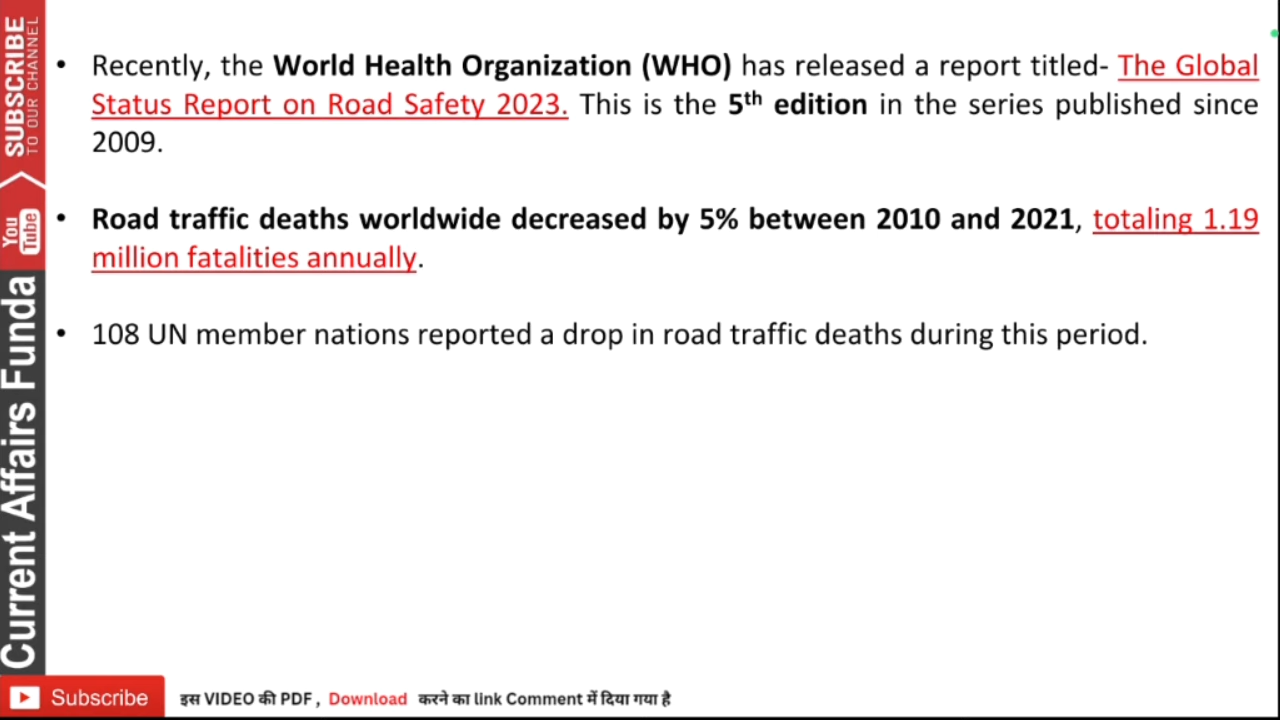 • Recently, the World Health Organization (WHO) has released a report titled- The Global
Status Report on Road Safety 2023. This is the 5th edition in the series published since
2009.
• Road traffic deaths worldwide decreased by 5% between 2010 and 2021, totaling 1.19
million fatalities annually.
• 108 UN member nations reported a drop in road traffic deaths during this period.
SUBSCRIBE
TO OUR CHANNEL
You
Tube
Current Affairs Funda
Subscribe
इस VIDEO की PDF, Download करने का link Comment में दिया गया है